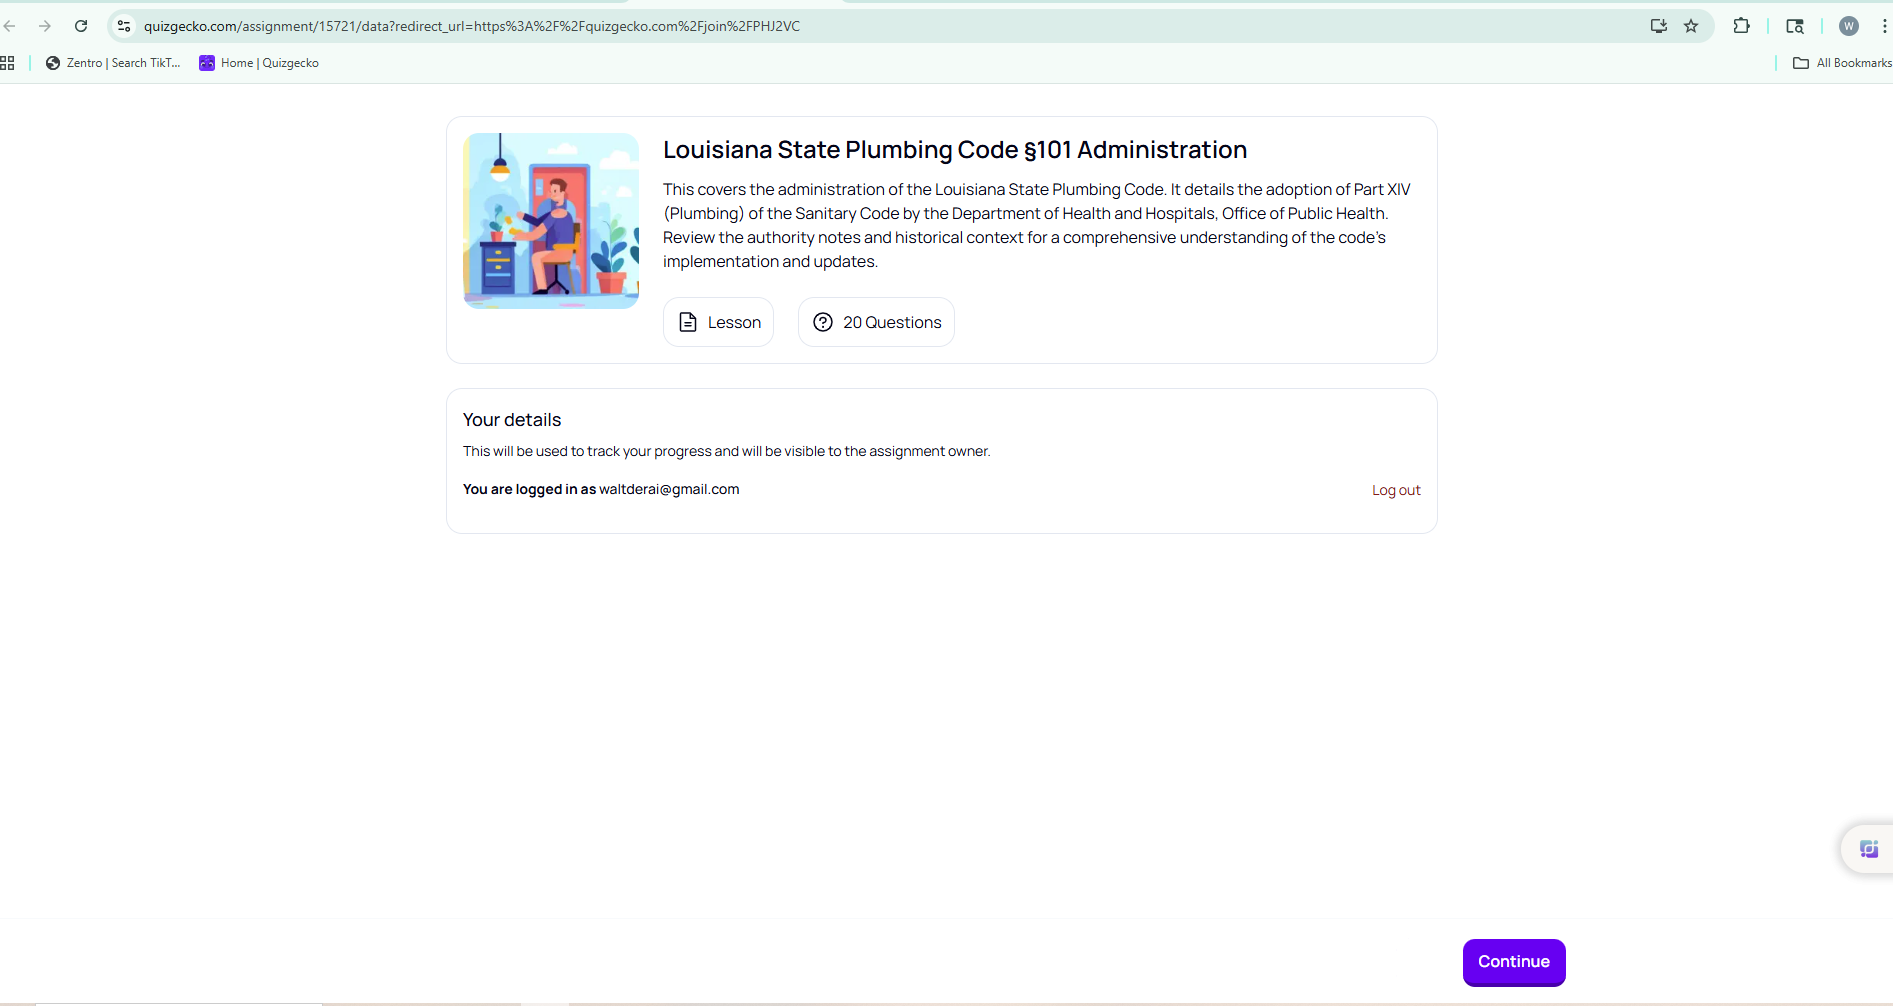 quizgecko.com/assignment/15721/data?redirect_url=https%3A%2F%2Fquizgecko.com%2Fjoin%2FPHJ2VC
W
Zentro | Search TikT...
Home | Quizgecko
All Bookmarks
Louisiana State Plumbing Code §101 Administration
This covers the administration of the Louisiana State Plumbing Code. It details the adoption of Part XIV
(Plumbing) of the Sanitary Code by the Department of Health and Hospitals, Office of Public Health.
Review the authority notes and historical context for a comprehensive understanding of the code's
implementation and updates.
Lesson
20 Questions
Your details
This will be used to track your progress and will be visible to the assignment owner.
You are logged in as waltderai@gmail.com
Log out
Continue